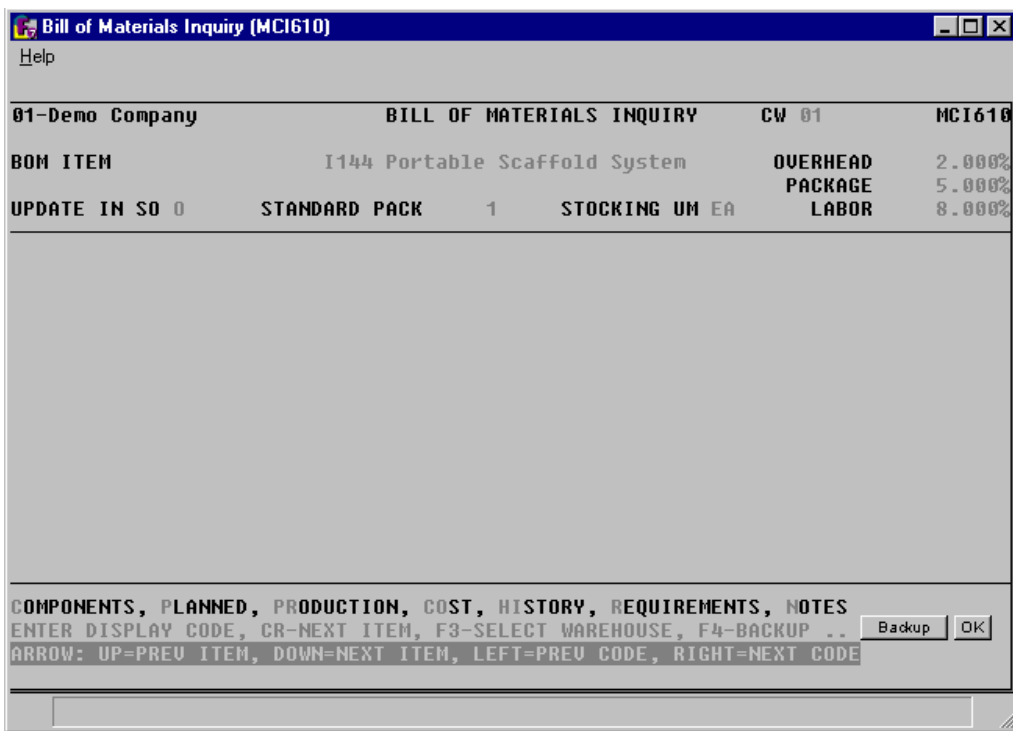 Bill of Materials Inquiry (MCI610)
Help
01-Demo Company BILL OF MATERIALS INQUIRY CW 01 MCI610
BOM ITEM I144 Portable Scaffold System OVERHEAD 2.000%
PACKAGE 5.000%
UPDATE IN SO 0 STANDARD PACK 1 STOCKING UM EA LABOR 8.000%
COMPONENTS, PLANNED, PRODUCTION, COST, HISTORY, REQUIREMENTS, NOTES
ENTER DISPLAY CODE, CR-NEXT ITEM, F3-SELECT WAREHOUSE, F4-BACKUP .. Backup OK
ARROW: UP=PREV ITEM, DOWN=NEXT ITEM, LEFT=PREV CODE, RIGHT=NEXT CODE